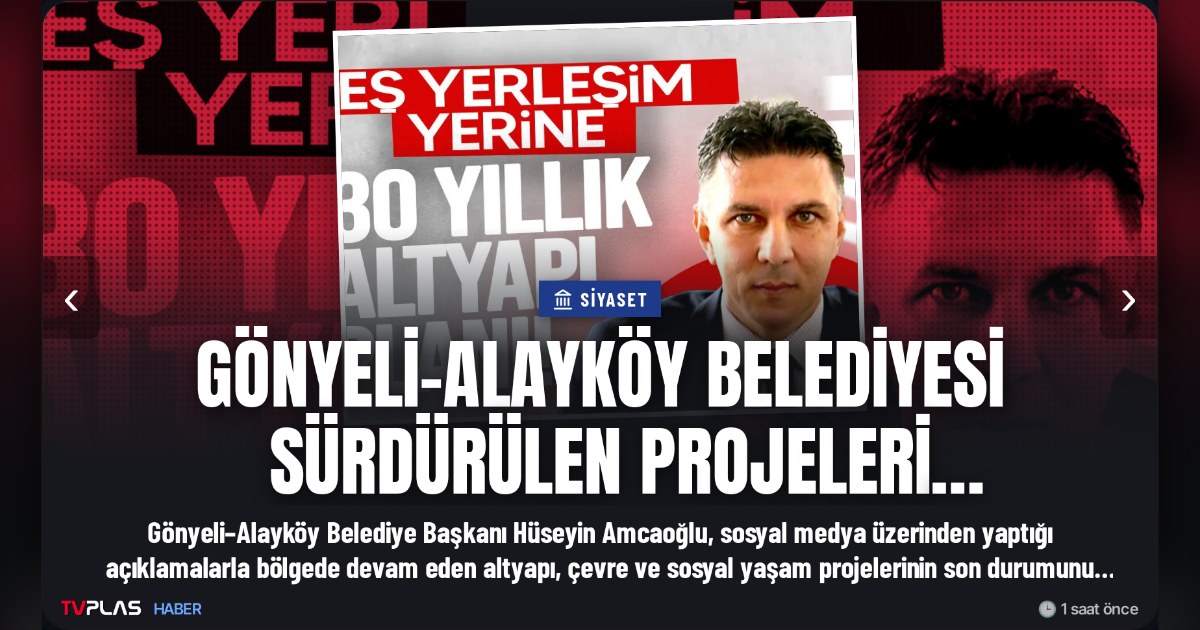 EŞ YERLEŞİM
YERİNE
30 YILLIK
ALTYAPI
SİYASET
GÖNYELİ-ALAYKÖY BELEDİYESİ
SÜRDÜRÜLEN PROJELERİ...
Gönyeli–Alayköy Belediye Başkanı Hüseyin Amcaoğlu, sosyal medya üzerinden yaptığı
açıklamalarla bölgede devam eden altyapı, çevre ve sosyal yaşam projelerinin son durumunu...
TVPLAS HABER
1 saat önce